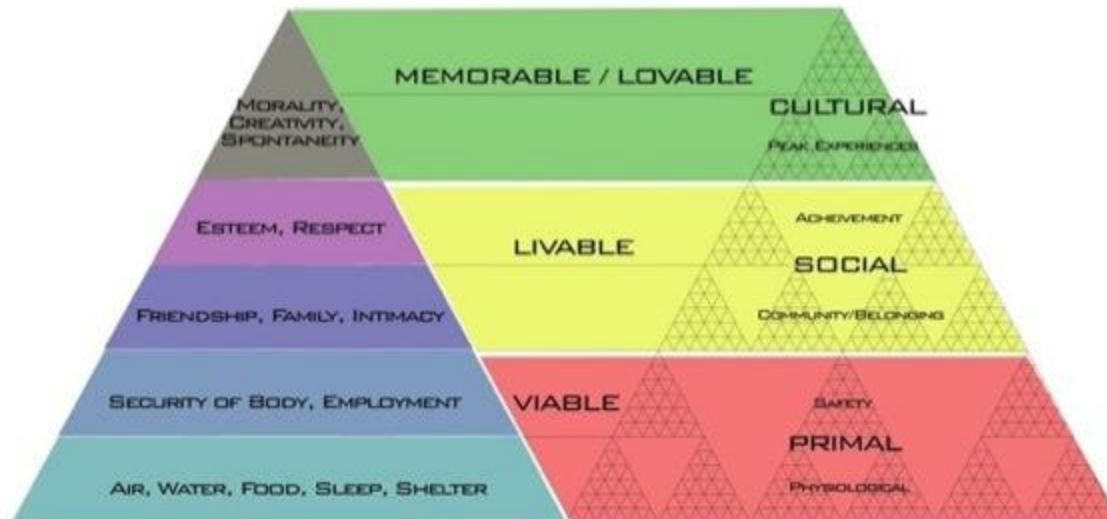 MEMORABLE / LOVABLE
MORALITY,
CREATIVITY,
SPONTANEITY
CULTURAL
PEAK EXPERIENCES
ESTEEM, RESPECT
LIVABLE
ACHEIVEMENT
SOCIAL
FRIENDSHIP, FAMILY, INTIMACY
COMMUNITY/BELONGING
SECURITY OF BODY, EMPLOYMENT
VIABLE
SAFETY
PRIMAL
AIR, WATER, FOOD, SLEEP, SHELTER
PHYSIOLOGICAL